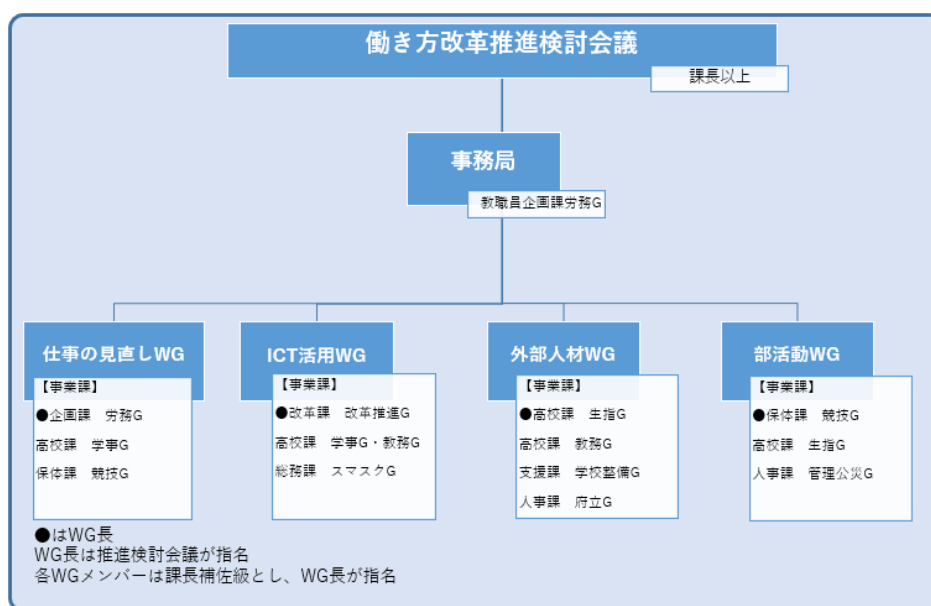 働き方改革推進検討会議
課長以上
事務局
教職員企画課労務G
仕事の見直しWG
【事業課】
●企画課　労務G
高校課　学事G
保体課　競技G
ICT活用WG
【事業課】
●改革課　改革推進G
高校課　学事G・教務G
総務課　スマスクG
外部人材WG
【事業課】
●高校課　生指G
高校課　教務G
支援課　学校整備G
人事課　府立G
部活動WG
【事業課】
●保体課　競技G
高校課　生指G
人事課　管理公災G
●はWG長
WG長は推進検討会議が指名
各WGメンバーは課長補佐級とし、WG長が指名